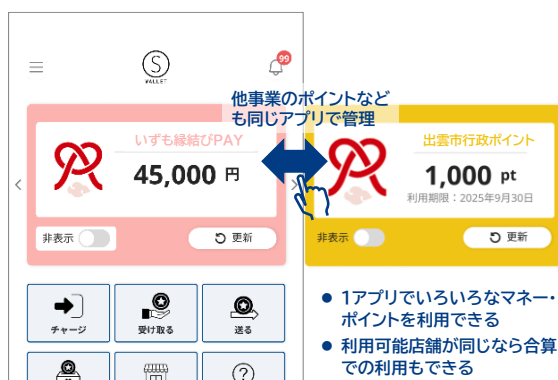 S
WALLET
99
他事業のポイントなど
も同じアプリで管理
いずも縁結びPAY
45,000 円
非表示
更新
出雲市行政ポイント
1,000 pt
利用期限:2025年9月30日
非表示
更新
チャージ
受け取る
送る
● 1アプリでいろいろなマネー・
ポイントを利用できる
● 利用可能店舗が同じなら合算
での利用もできる